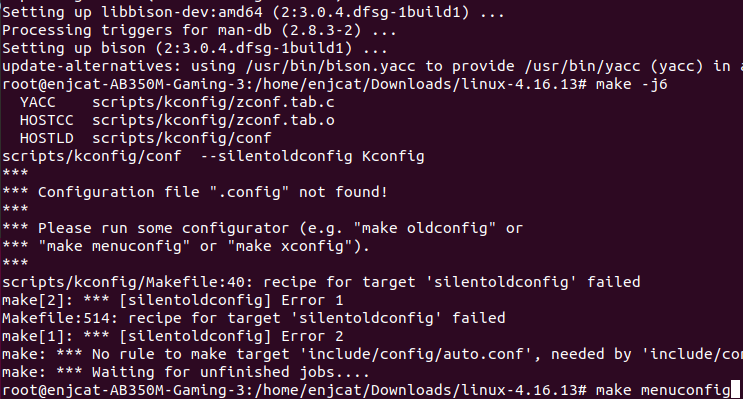 Setting up libbison-dev:amd64 (2:3.0.4.dfsg-1build1) ...
Processing triggers for man-db (2.8.3-2) ...
Setting up bison (2:3.0.4.dfsg-1build1) ...
update-alternatives: using /usr/bin/bison.yacc to provide /usr/bin/yacc (yacc) in a
root@enjcat-AB350M-Gaming-3:/home/enjcat/Downloads/linux-4.16.13# make -j6
  YACC    scripts/kconfig/zconf.tab.c
  HOSTCC  scripts/kconfig/zconf.tab.o
  HOSTLD  scripts/kconfig/conf
scripts/kconfig/conf  --silentoldconfig Kconfig
***
*** Configuration file ".config" not found!
***
*** Please run some configurator (e.g. "make oldconfig" or
*** "make menuconfig" or "make xconfig").
***
scripts/kconfig/Makefile:40: recipe for target 'silentoldconfig' failed
make[2]: *** [silentoldconfig] Error 1
Makefile:514: recipe for target 'silentoldconfig' failed
make[1]: *** [silentoldconfig] Error 2
make: *** No rule to make target 'include/config/auto.conf', needed by 'include/con
make: *** Waiting for unfinished jobs....
root@enjcat-AB350M-Gaming-3:/home/enjcat/Downloads/linux-4.16.13# make menuconfig